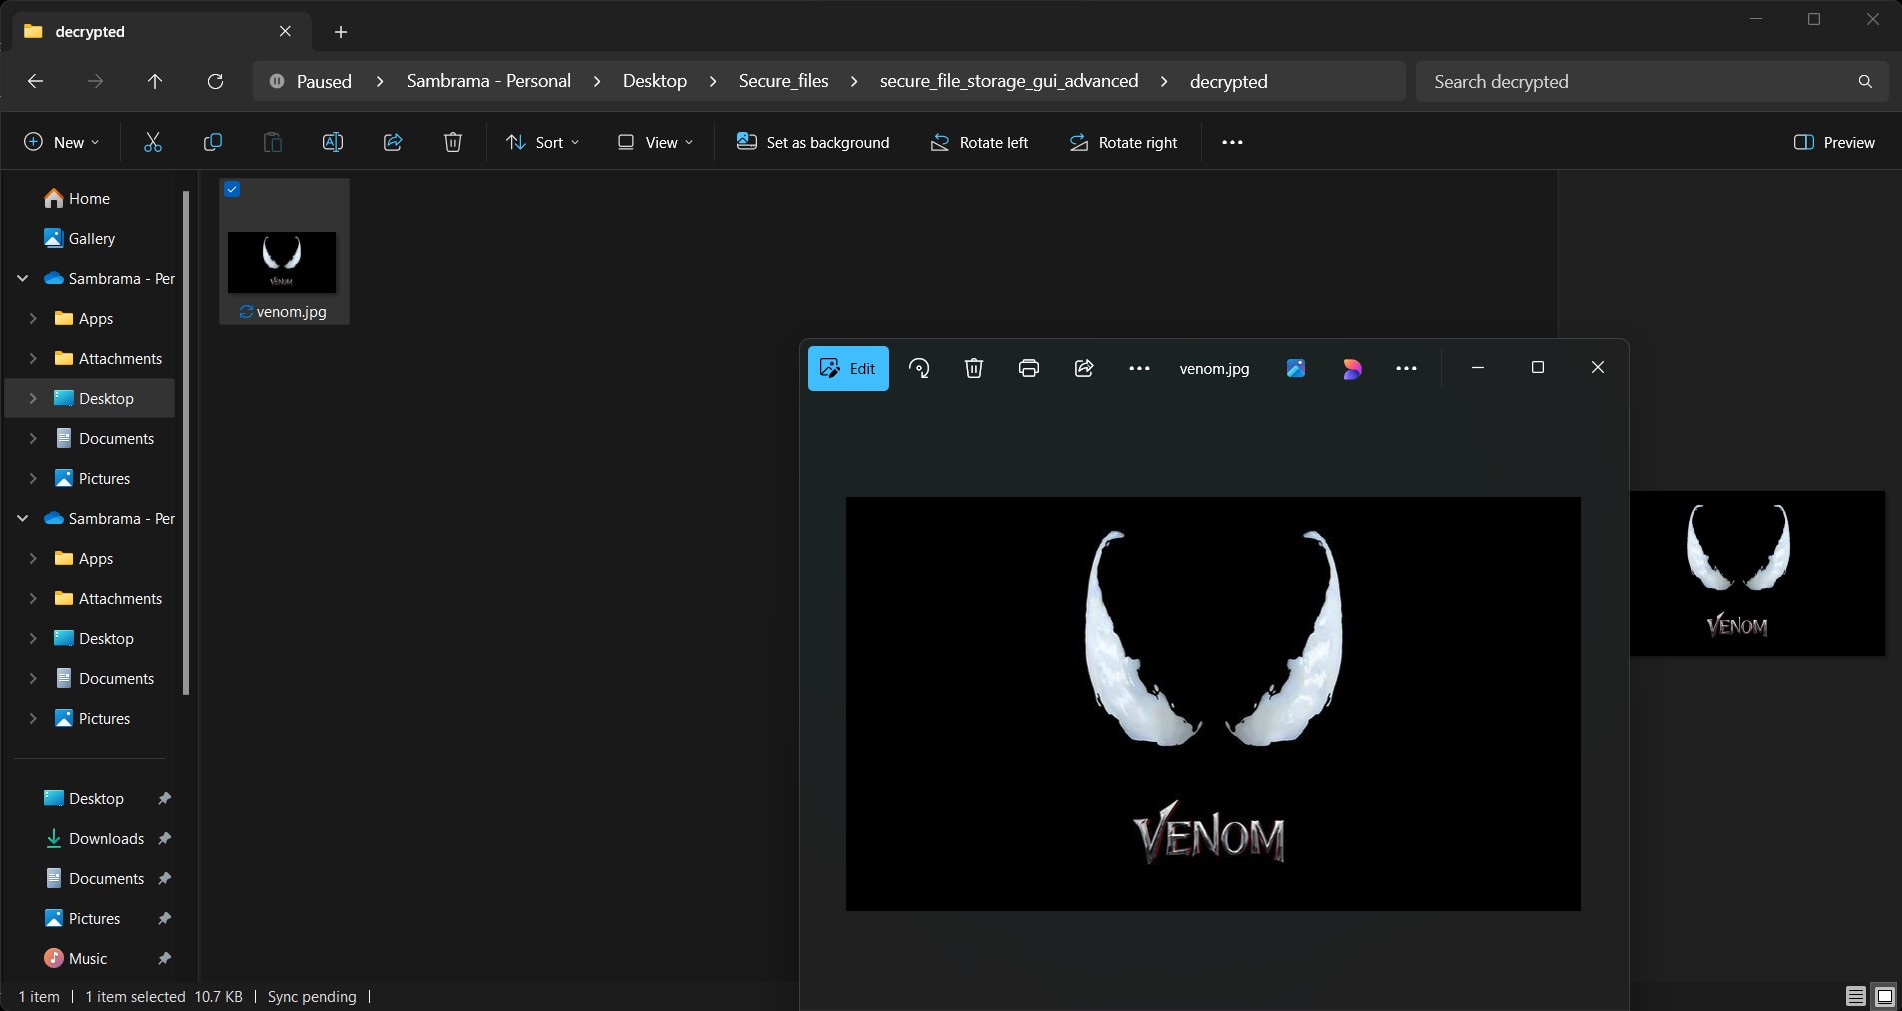 decrypted
Paused > Sambrama - Personal > Desktop > Secure_files > secure_file_storage_gui_advanced > decrypted
Search decrypted
New
Sort
View
Set as background
Rotate left
Rotate right
Preview
Home
Gallery
Sambrama - Per
Apps
Attachments
Desktop
Documents
Pictures
Sambrama - Per
Apps
Attachments
Desktop
Documents
Pictures
Desktop
Downloads
Documents
Pictures
Music
VENOM
venom.jpg
Edit
venom.jpg
VENOM
VENOM
1 item | 1 item selected 10.7 KB | Sync pending |